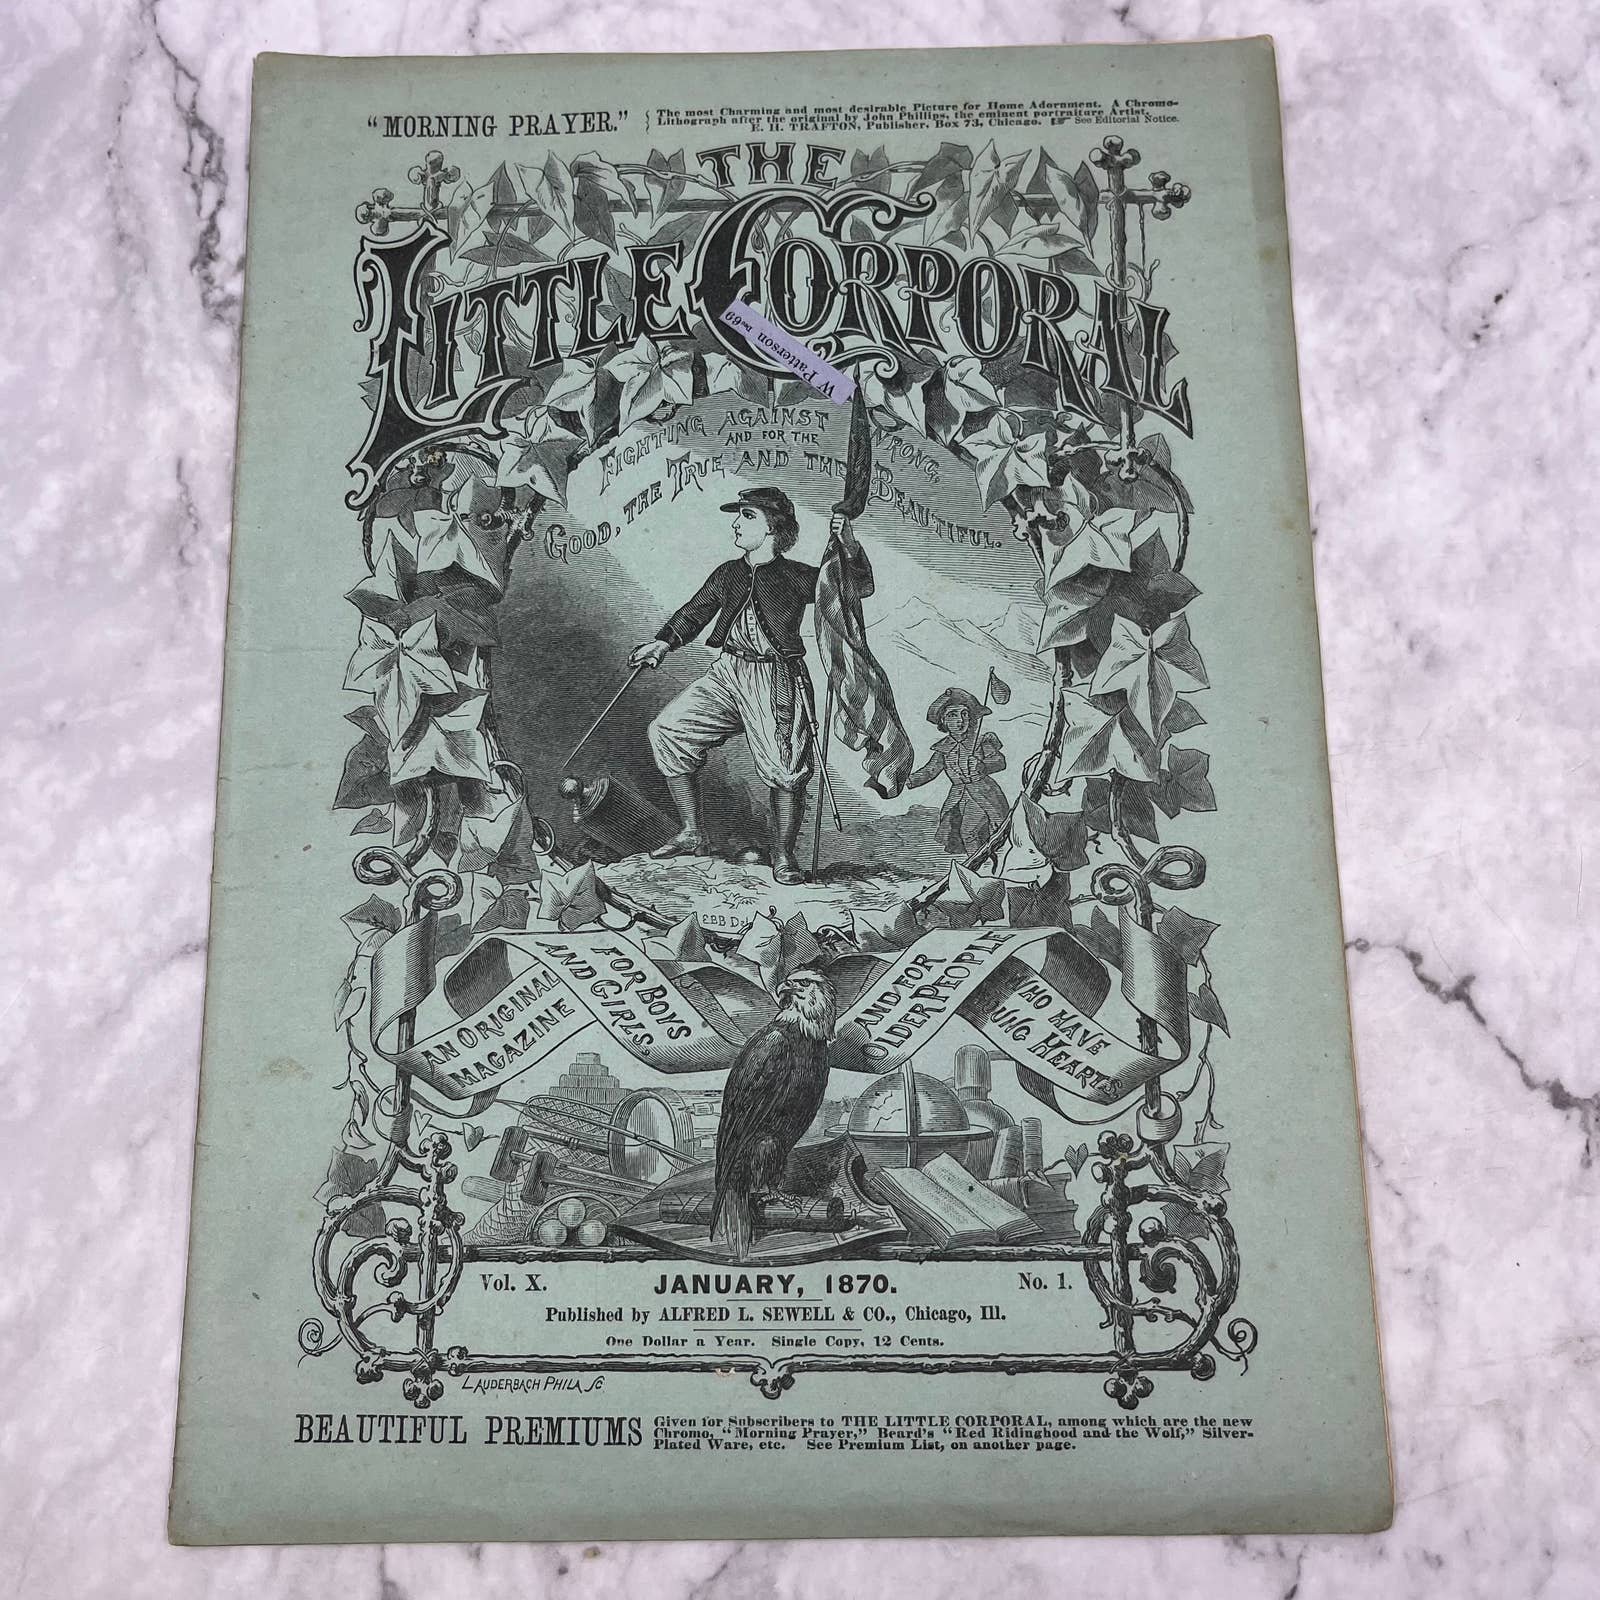 "MORNING PRAYER."
The most Charming and most desirable Picture for Home Adornment. A Chromo-
Lithograph after the original by John Phillips, the eminent portraiture Artist.
E. H. TRAFTON, Publisher, Box 73, Chicago. ☞ See Editorial Notice.
THE
LITTLE CORPORAL
W Patterson Dec69
FIGHTING AGAINST WRONG,
AND FOR THE
GOOD, THE TRUE AND THE BEAUTIFUL.
EBB Del
AN ORIGINAL
MAGAZINE
FOR BOYS
AND GIRLS,
AND FOR
OLDER PEOPLE
WHO HAVE
YOUNG HEARTS
Vol. X. JANUARY, 1870. No. 1.
Published by ALFRED L. SEWELL & CO., Chicago, Ill.
One Dollar a Year. Single Copy, 12 Cents.
LAUDERBACH PHILA SC
BEAUTIFUL PREMIUMS
Given for Subscribers to THE LITTLE CORPORAL, among which are the new
Chromo, "Morning Prayer," Beard's "Red Ridinghood and the Wolf," Silver-
Plated Ware, etc. See Premium List, on another page.